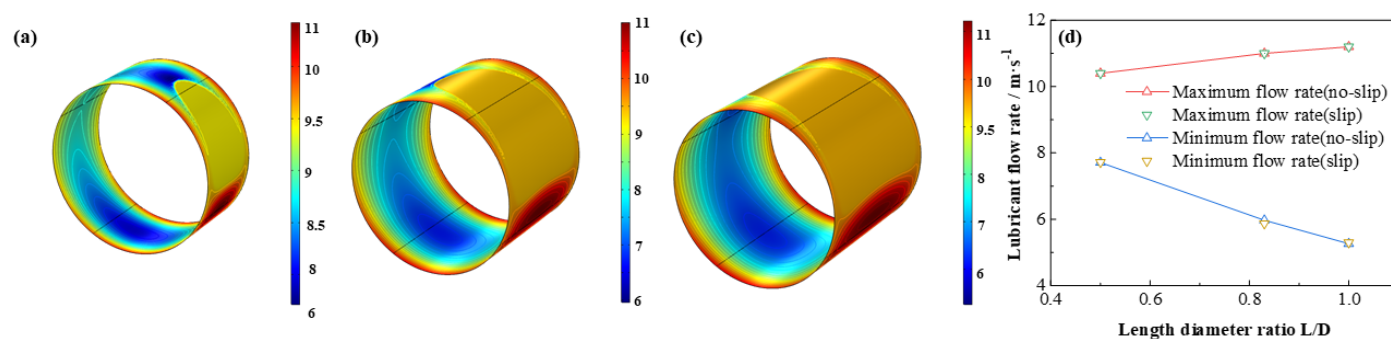 (a)
11
10
9.5
9
8.5
8
6
(b)
11
10
9
8
7
6
(c)
11
10
9.5
8
7
6
(d)
12
10
8
6
4
0.4
0.6
0.8
1.0
Lubricant flow rate / m·s⁻¹
Maximum flow rate(no-slip)
Maximum flow rate(slip)
Minimum flow rate(no-slip)
Minimum flow rate(slip)
Length diameter ratio L/D